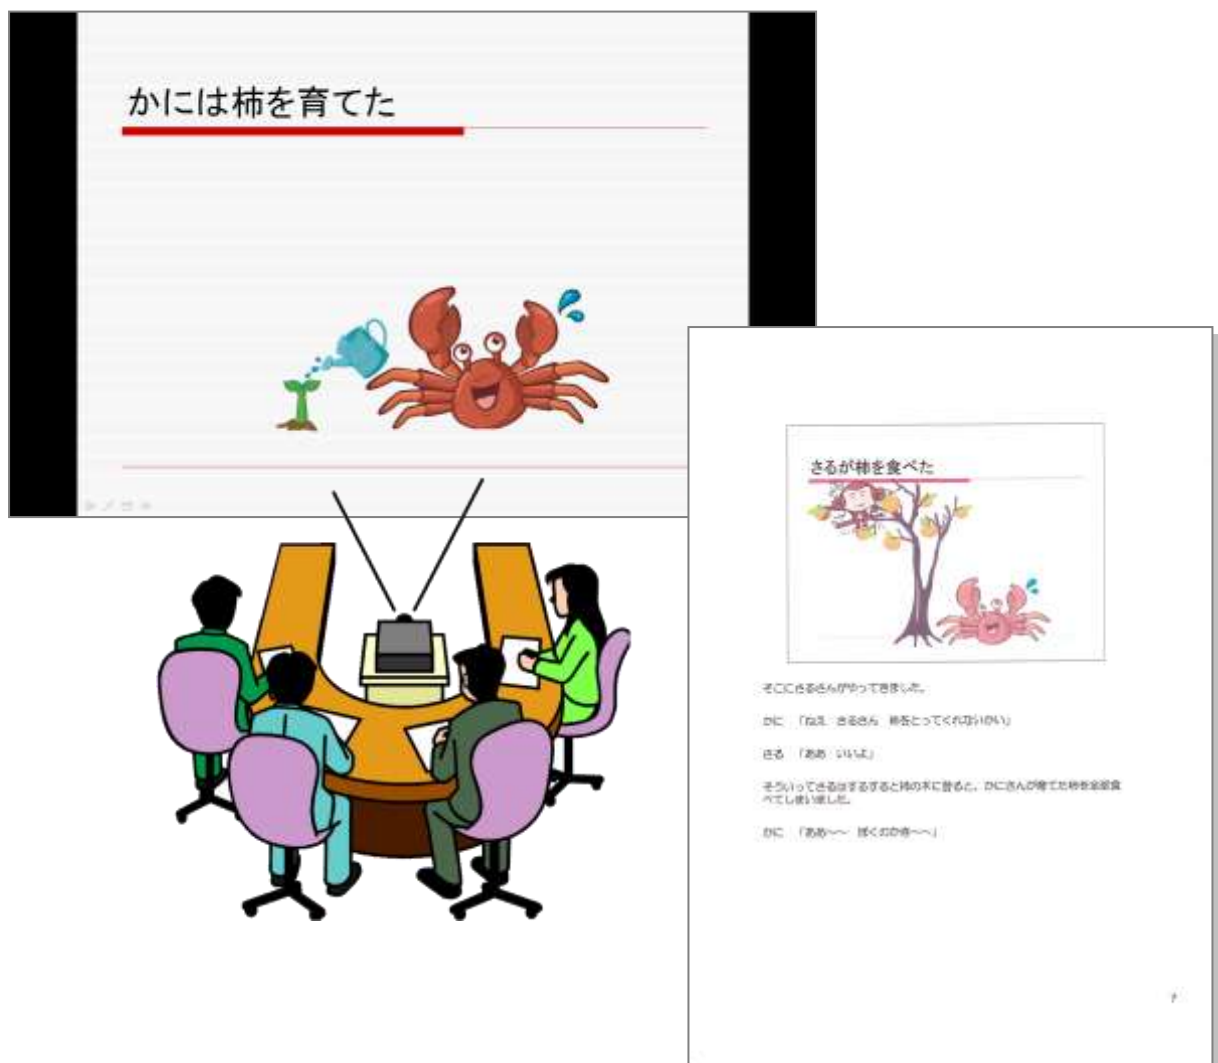 かには柿を育てた
さるが柿を食べた
そこにさるさんがやってきました。
かに 「ねえ さるさん 柿をとってくれないかい」
さる 「ああ いいよ」
そういってさるはするすると柿の木に登ると、かにさんが育てた柿を全部食
べてしまいました。
かに 「ああ～～ ぼくのか き～～」
7